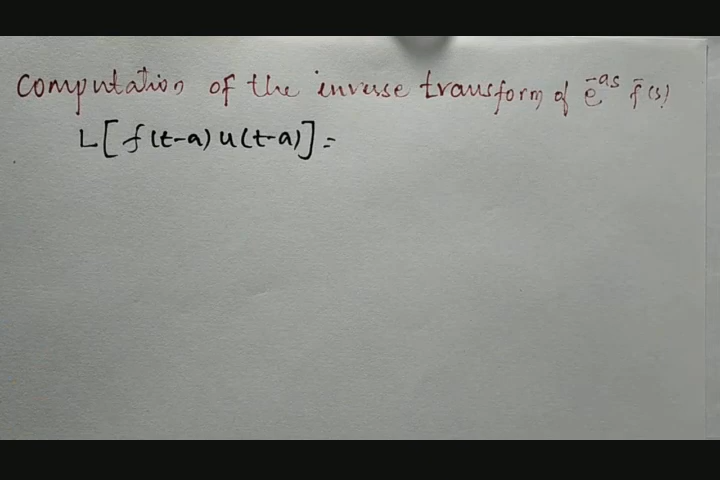 Computation of the inverse transform of e^-as f̄(s)
L[f(t-a)u(t-a)]=